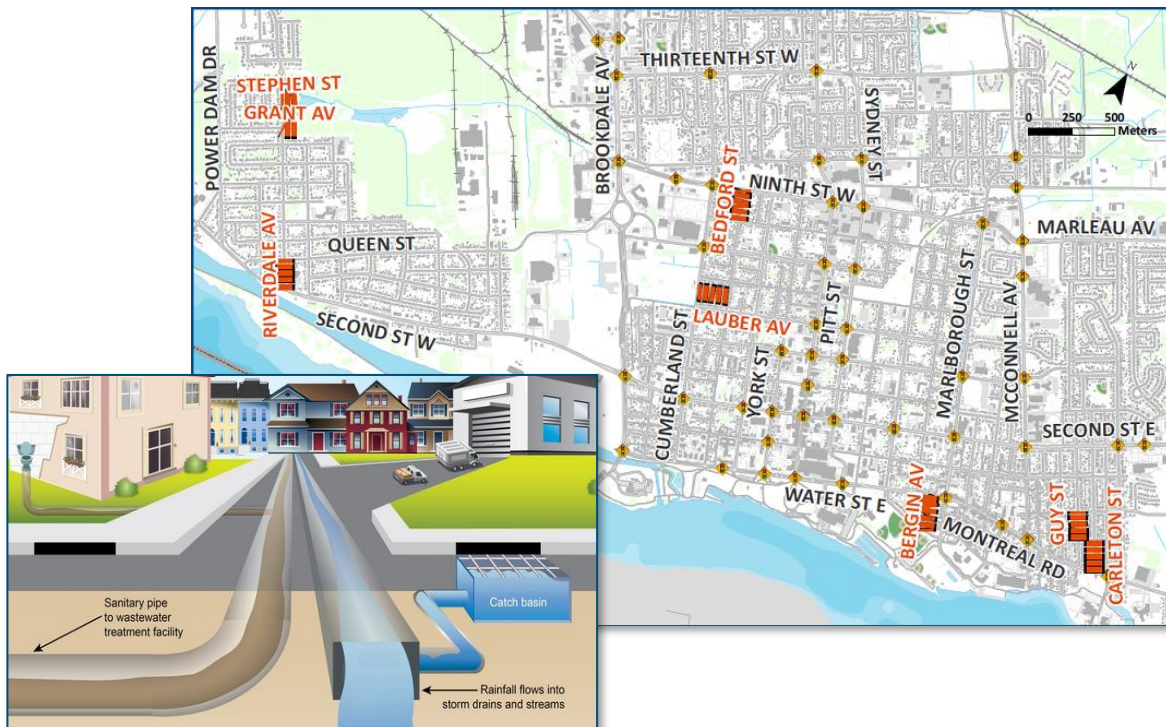 POWER DAM DR
STEPHEN ST
GRANT AV
RIVERDALE AV
QUEEN ST
SECOND ST W
BROOKDALE AV
THIRTEENTH ST W
SYDNEY ST
N
0 250 500
Meters
BEDFORD ST
NINTH ST W
MARLEAU AV
LAUBER AV
CUMBERLAND ST
YORK ST
PITT ST
MARLBOROUGH ST
MCCONNELL AV
SECOND ST E
WATER ST E
BERGIN AV
MONTREAL RD
GUY ST
CARLETON ST
Catch basin
Sanitary pipe
to wastewater
treatment facility
Rainfall flows into
storm drains and streams